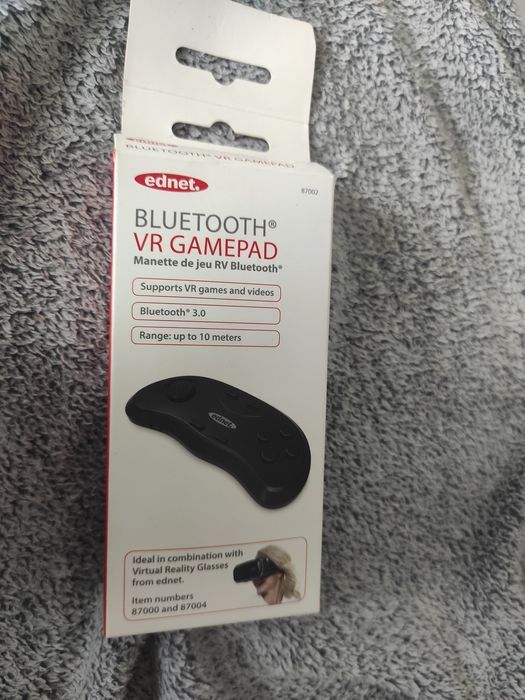 BLUETOOTH® VR GAMEPAD
ednet.
87002
BLUETOOTH®
VR GAMEPAD
Manette de jeu RV Bluetooth®
Supports VR games and videos
Bluetooth® 3.0
Range: up to 10 meters
ednet.
Ideal in combination with
Virtual Reality Glasses
from ednet.
Item numbers
87000 and 87004